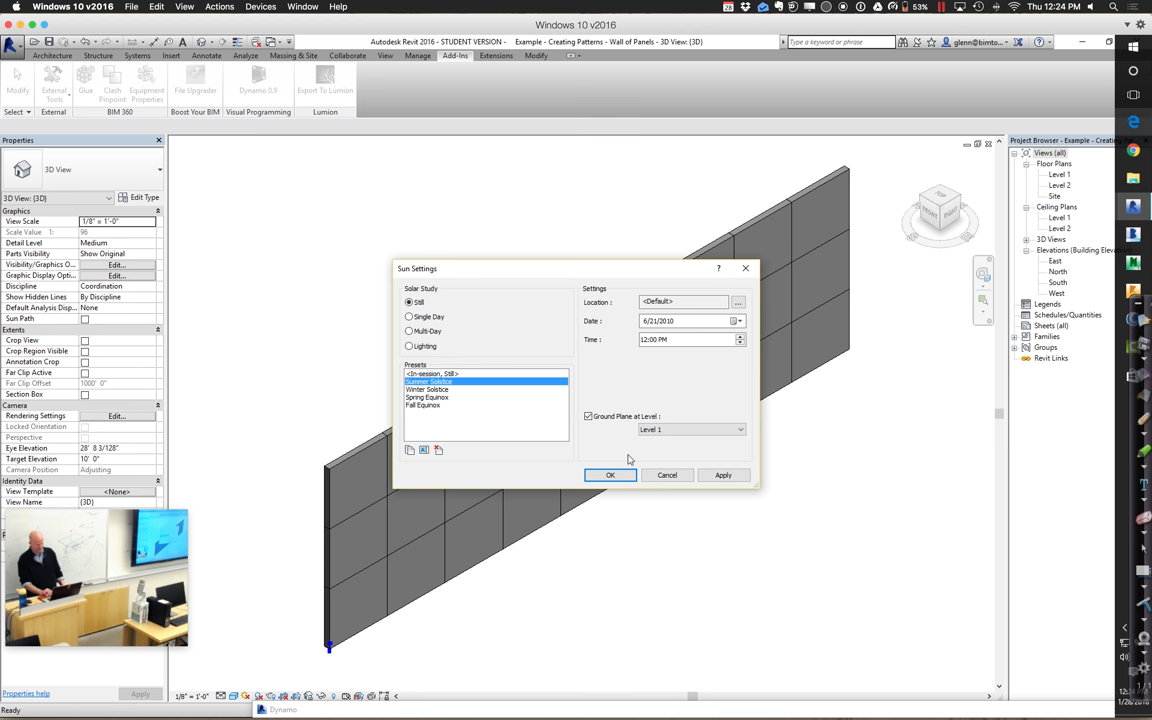 Windows 10 v2016 File Edit View Actions Devices Window Help 28 53% Thu 12:24 PM
Windows 10 v2016
Autodesk Revit 2016 - STUDENT VERSION - Example - Creating Patterns - Wall of Panels - 3D View: {3D} Type a keyword or phrase glenn@bimto...
Architecture Structure Systems Insert Annotate Analyze Massing & Site Collaborate View Manage Add-Ins Extensions Modify
Modify External Tools Glue Clash Pinpoint Equipment Properties File Upgrader Dynamo 0.9 Export To Lumion
Select External BIM 360 Boost Your BIM Visual Programming Lumion
Properties
3D View
3D View: {3D} Edit Type
Graphics
View Scale 1/8" = 1'-0"
Scale Value 1: 96
Detail Level Medium
Parts Visibility Show Original
Visibility/Graphics O... Edit...
Graphic Display Opti... Edit...
Discipline Coordination
Show Hidden Lines By Discipline
Default Analysis Disp... None
Sun Path
Extents
Crop View
Crop Region Visible
Annotation Crop
Far Clip Active
Far Clip Offset 1000' 0"
Section Box
Camera
Rendering Settings Edit...
Locked Orientation
Perspective
Eye Elevation 28' 8 3/128"
Target Elevation 10' 0"
Camera Position Adjusting
Identity Data
View Template <None>
View Name {3D}
Properties help Apply
Ready
TOP
FRONT RIGHT
Sun Settings ?
Solar Study
Still
Single Day
Multi-Day
Lighting
Presets
<In-session, Still>
Summer Solstice
Winter Solstice
Spring Equinox
Fall Equinox
Settings
Location : <Default> ...
Date : 6/21/2010
Time : 12:00 PM
Ground Plane at Level :
Level 1
OK Cancel Apply
Project Browser - Example - Creating
Views (all)
Floor Plans
Level 1
Level 2
Site
Ceiling Plans
Level 1
Level 2
3D Views
Elevations (Building Eleva
East
North
South
West
Legends
Schedules/Quantities
Sheets (all)
Families
Groups
Revit Links
1/8" = 1'-0"
Dynamo
1/28/2016